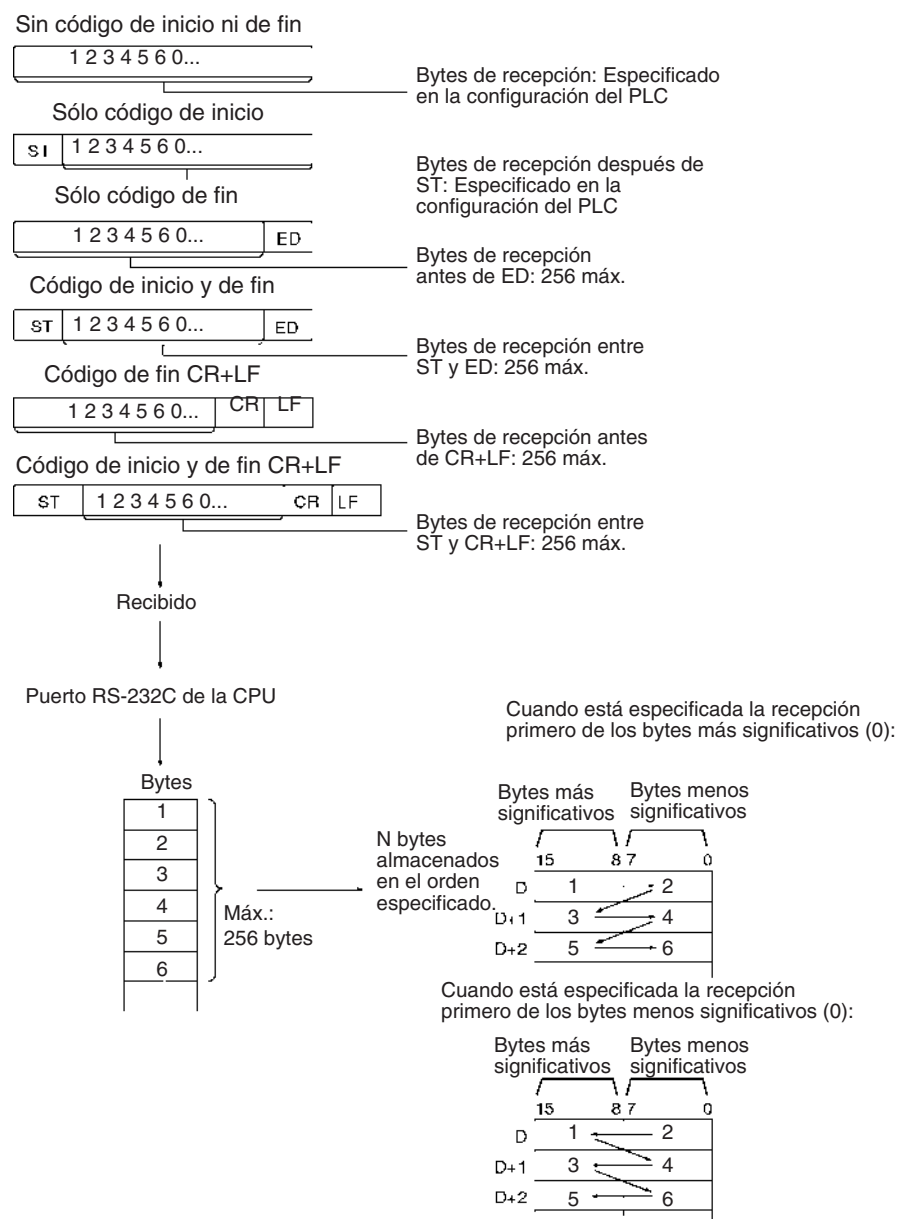 Sin código de inicio ni de fin
1 2 3 4 5 6 0...
Bytes de recepción: Especificado
en la configuración del PLC
Sólo código de inicio
ST 1 2 3 4 5 6 0...
Bytes de recepción después de
ST: Especificado en la
configuración del PLC
Sólo código de fin
1 2 3 4 5 6 0... ED
Bytes de recepción
antes de ED: 256 máx.
Código de inicio y de fin
ST 1 2 3 4 5 6 0... ED
Bytes de recepción entre
ST y ED: 256 máx.
Código de fin CR+LF
1 2 3 4 5 6 0... CR LF
Bytes de recepción antes
de CR+LF: 256 máx.
Código de inicio y de fin CR+LF
ST 1 2 3 4 5 6 0... CR LF
Bytes de recepción entre
ST y CR+LF: 256 máx.
Recibido
Puerto RS-232C de la CPU
Bytes
1
2
3
4
5
6
Máx.:
256 bytes
N bytes
almacenados
en el orden
especificado.
Cuando está especificada la recepción
primero de los bytes más significativos (0):
Bytes más
significativos
Bytes menos
significativos
15 8 7 0
D 1 2
D+1 3 4
D+2 5 6
Cuando está especificada la recepción
primero de los bytes menos significativos (0):
Bytes más
significativos
Bytes menos
significativos
15 8 7 0
D 1 2
D+1 3 4
D+2 5 6